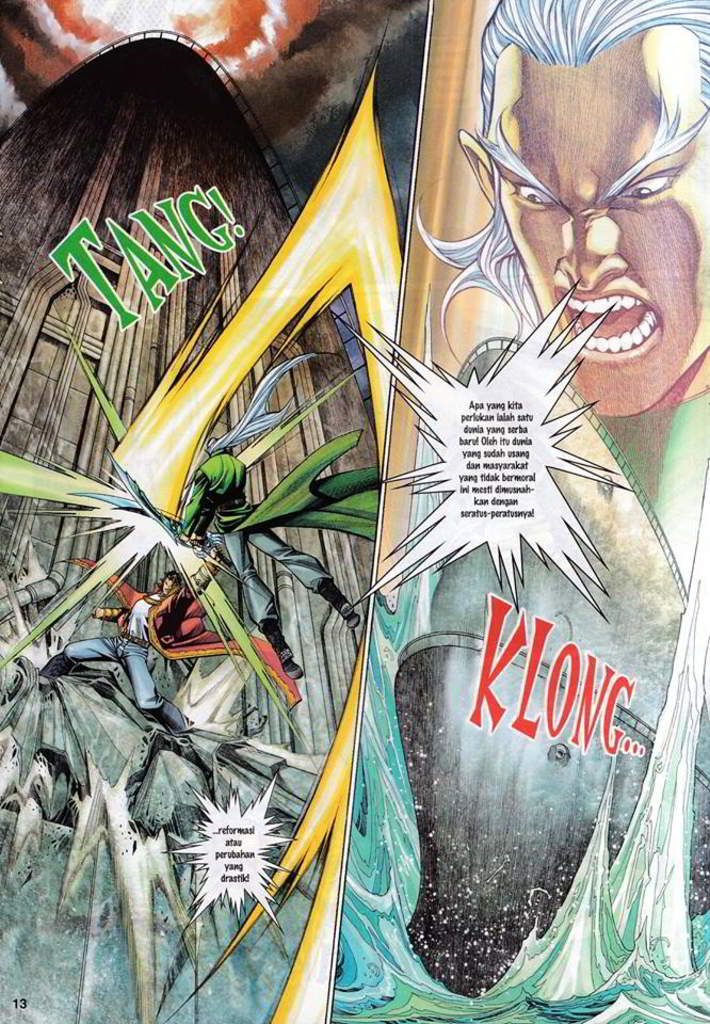 TANG!
...reformasi
atau
perubahan
yang
drastik!
Apa yang kita
perlukan ialah satu
dunia yang serba
baru! Oleh itu dunia
yang sudah usang
dan masyarakat
yang tidak bermoral
ini mesti dimusnah-
kan dengan
seratus-peratusnya!
KLONG...
13